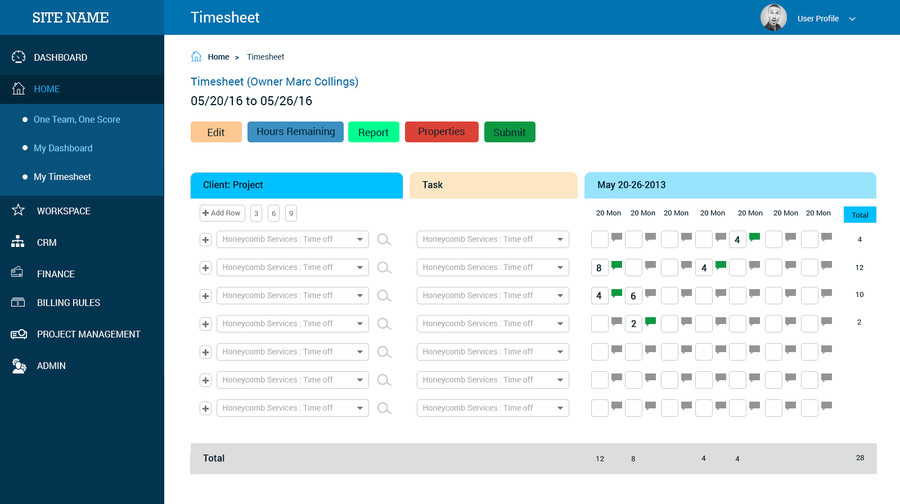 SITE NAME
Timesheet
User Profile
DASHBOARD
HOME
One Team, One Score
My Dashboard
My Timesheet
WORKSPACE
CRM
FINANCE
BILLING RULES
PROJECT MANAGEMENT
ADMIN
Home > Timesheet
Timesheet (Owner Marc Collings)
05/20/16 to 05/26/16
Edit Hours Remaining Report Properties Submit
Client: Project Task May 20-26-2013
+ Add Row 3 6 9 20 Mon 20 Mon 20 Mon 20 Mon 20 Mon 20 Mon 20 Mon Total
+ Honeycomb Services : Time off Honeycomb Services : Time off 4 4
+ Honeycomb Services : Time off Honeycomb Services : Time off 8 4 12
+ Honeycomb Services : Time off Honeycomb Services : Time off 4 6 10
+ Honeycomb Services : Time off Honeycomb Services : Time off 2 2
+ Honeycomb Services : Time off Honeycomb Services : Time off
+ Honeycomb Services : Time off Honeycomb Services : Time off
+ Honeycomb Services : Time off Honeycomb Services : Time off
Total 12 8 4 4 28